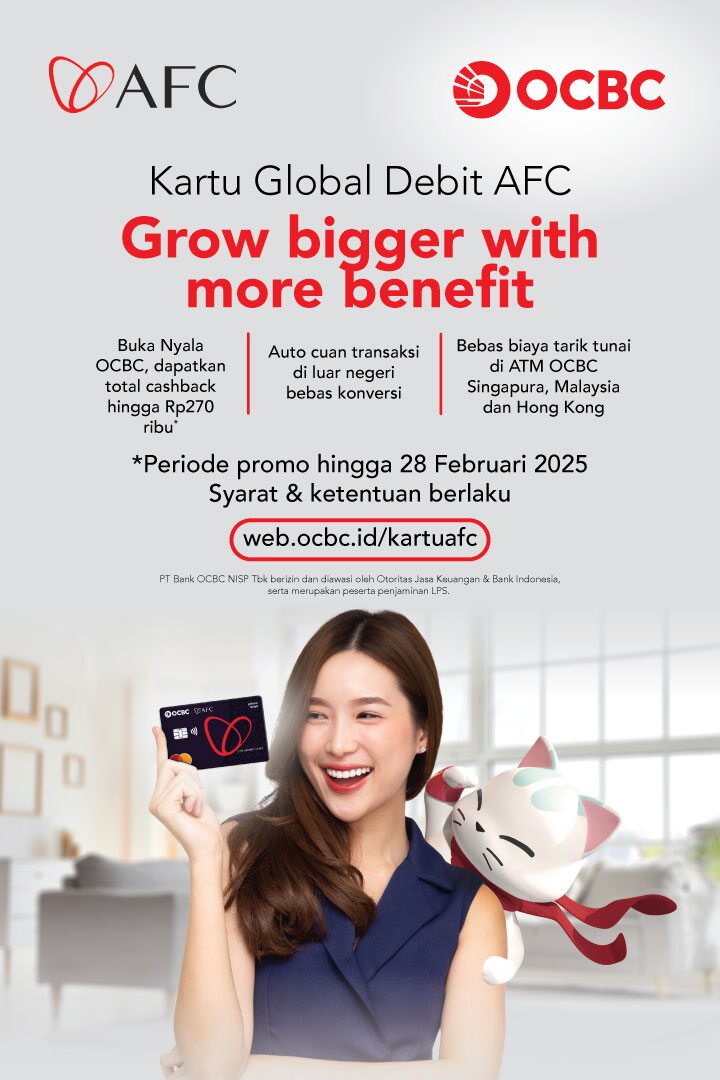 AFC
OCBC
Kartu Global Debit AFC
Grow bigger with
more benefit
Buka Nyala
OCBC, dapatkan
total cashback
hingga Rp270
ribu*
Auto cuan transaksi
di luar negeri
bebas konversi
Bebas biaya tarik tunai
di ATM OCBC
Singapura, Malaysia
dan Hong Kong
*Periode promo hingga 28 Februari 2025
Syarat & ketentuan berlaku
web.ocbc.id/kartuafc
PT Bank OCBC NISP Tbk berizin dan diawasi oleh Otoritas Jasa Keuangan & Bank Indonesia,
serta merupakan peserta penjaminan LPS.
OCBC AFC
global
debit